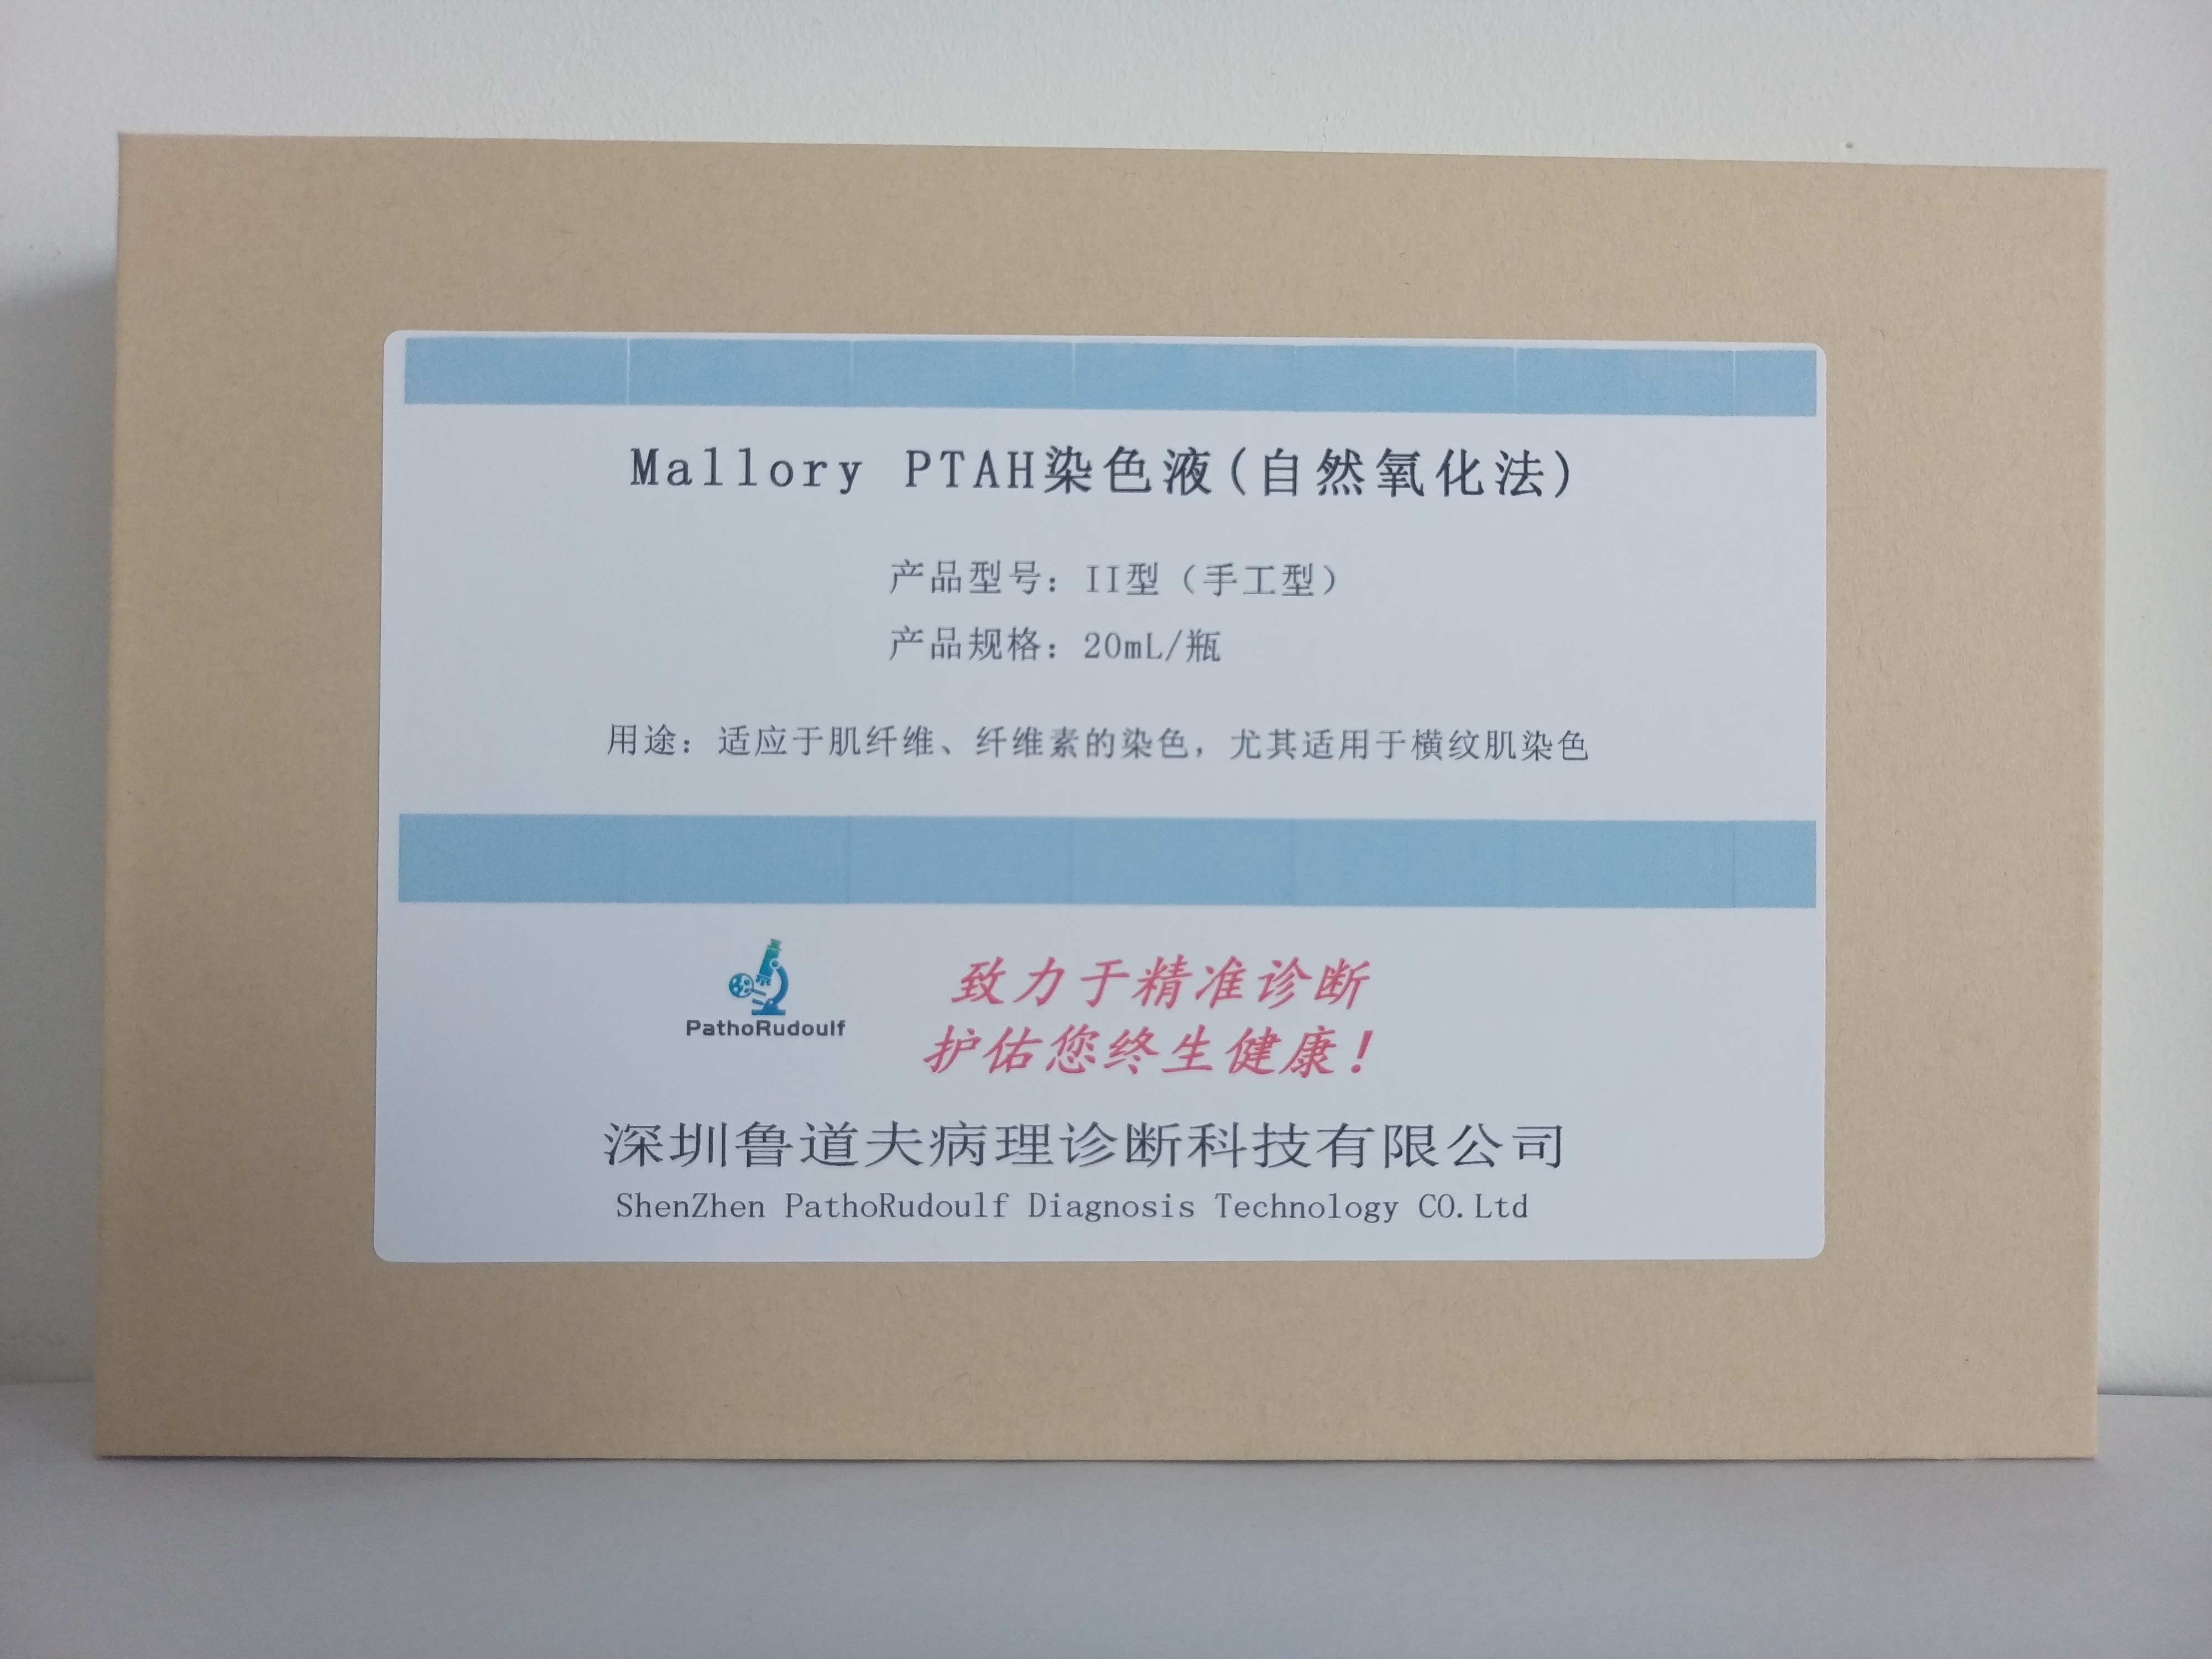 Mallory PTAH染色液(自然氧化法)
产品型号：II型（手工型）
产品规格：20mL/瓶
用途：适应于肌纤维、纤维素的染色，尤其适用于横纹肌染色
PathoRudoulf
致力于精准诊断
护佑您终生健康！
深圳鲁道夫病理诊断科技有限公司
ShenZhen PathoRudoulf Diagnosis Technology CO.Ltd